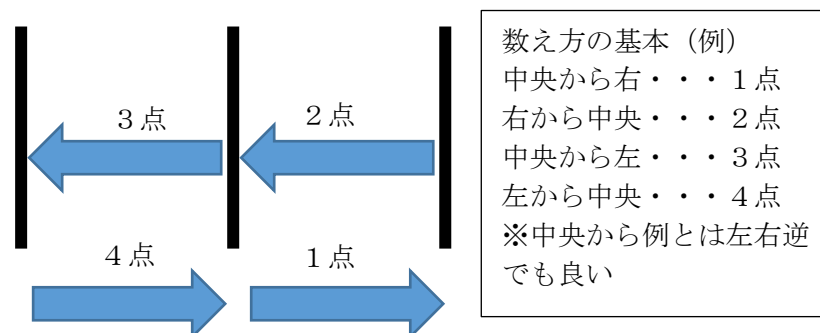 3点
2点
4点
1点
数え方の基本（例）
中央から右・・・１点
右から中央・・・２点
中央から左・・・３点
左から中央・・・４点
※中央から例とは左右逆
でも良い